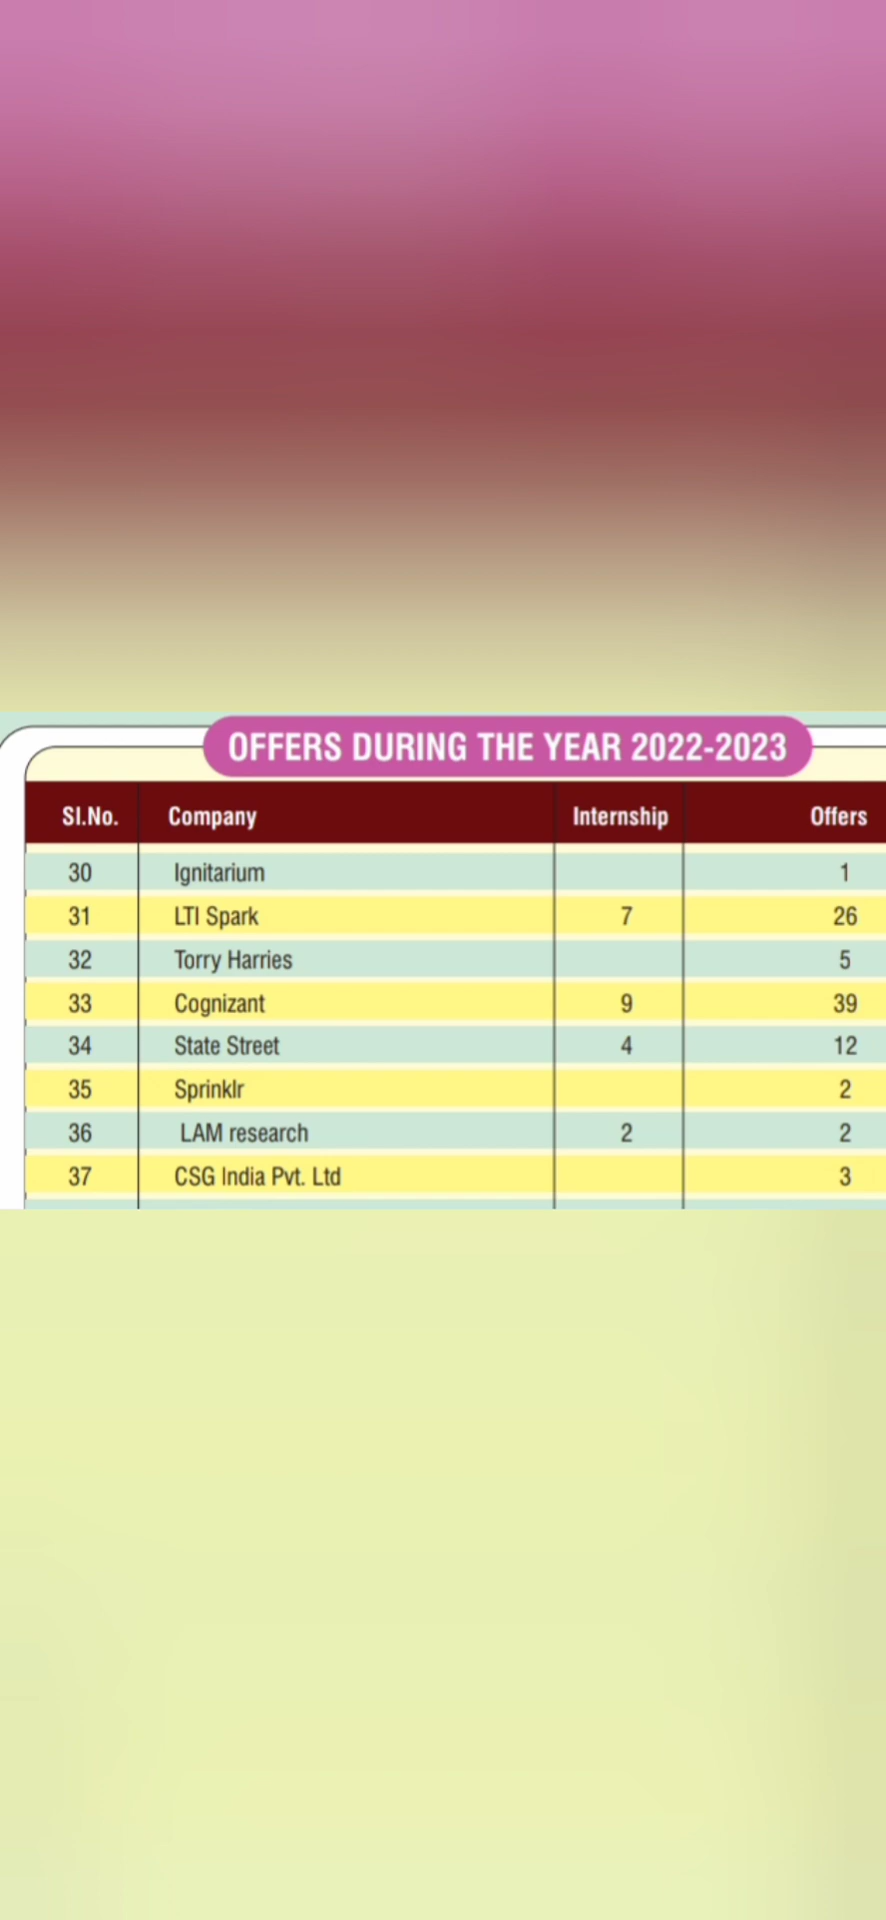 OFFERS DURING THE YEAR 2022-2023
Sl.No. Company Internship Offers
30 Ignitarium 1
31 LTI Spark 7 26
32 Torry Harries 5
33 Cognizant 9 39
34 State Street 4 12
35 Sprinklr 2
36 LAM research 2 2
37 CSG India Pvt. Ltd 3